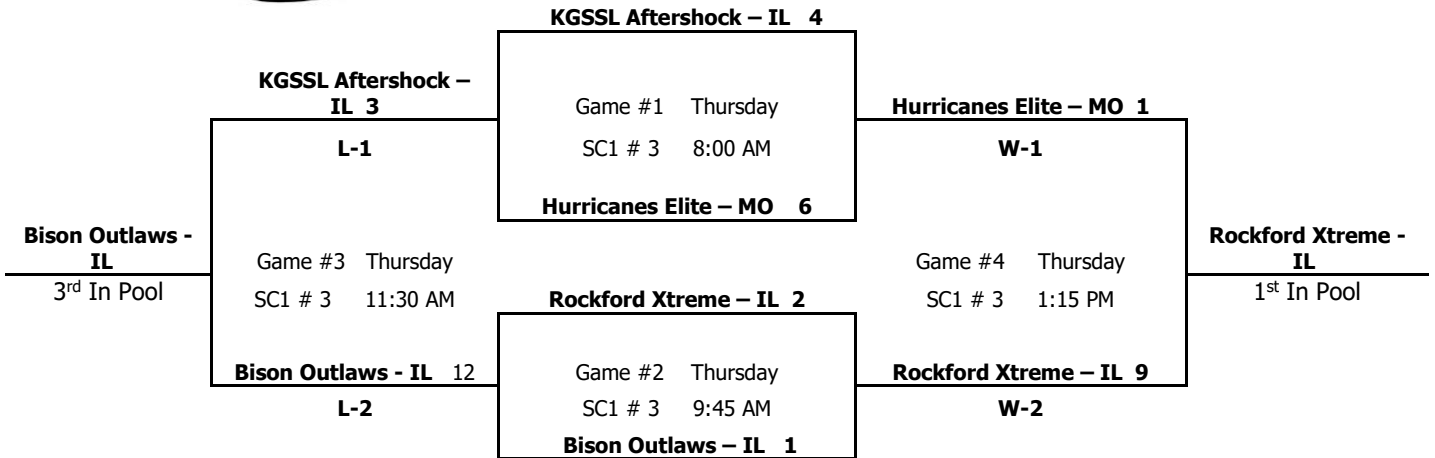 KGSSL Aftershock – IL 4
KGSSL Aftershock –
IL 3
Game #1 Thursday
Hurricanes Elite – MO 1
L-1
SC1 # 3 8:00 AM
W-1
Hurricanes Elite – MO 6
Bison Outlaws -
IL
Rockford Xtreme -
IL
Game #3 Thursday
Game #4 Thursday
3rd In Pool
SC1 # 3 11:30 AM
Rockford Xtreme – IL 2
SC1 # 3 1:15 PM
1st In Pool
Bison Outlaws - IL 12
Game #2 Thursday
Rockford Xtreme – IL 9
L-2
SC1 # 3 9:45 AM
W-2
Bison Outlaws – IL 1